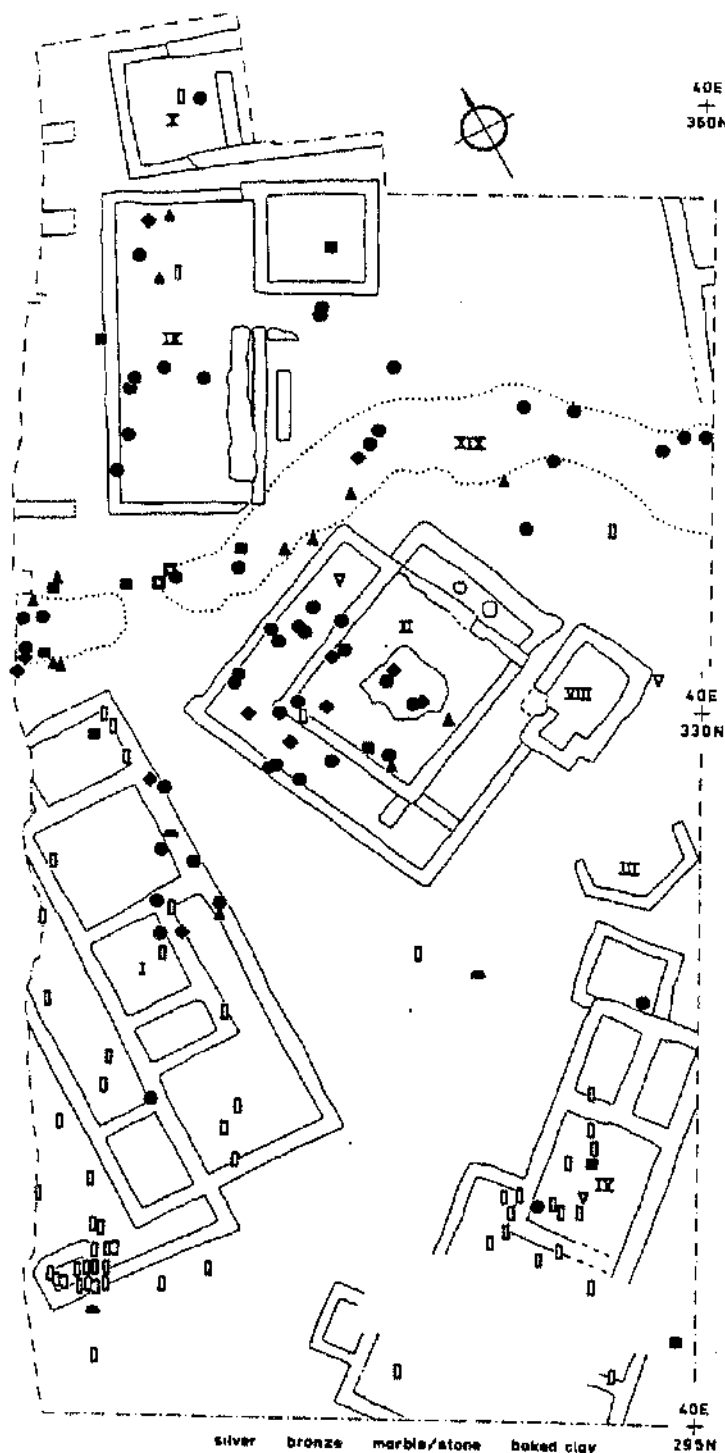 40E
360N
X
IX
XIX
II
VIII
40E
330N
III
I
IV
40E
295N
silver bronze marble/stone baked clay